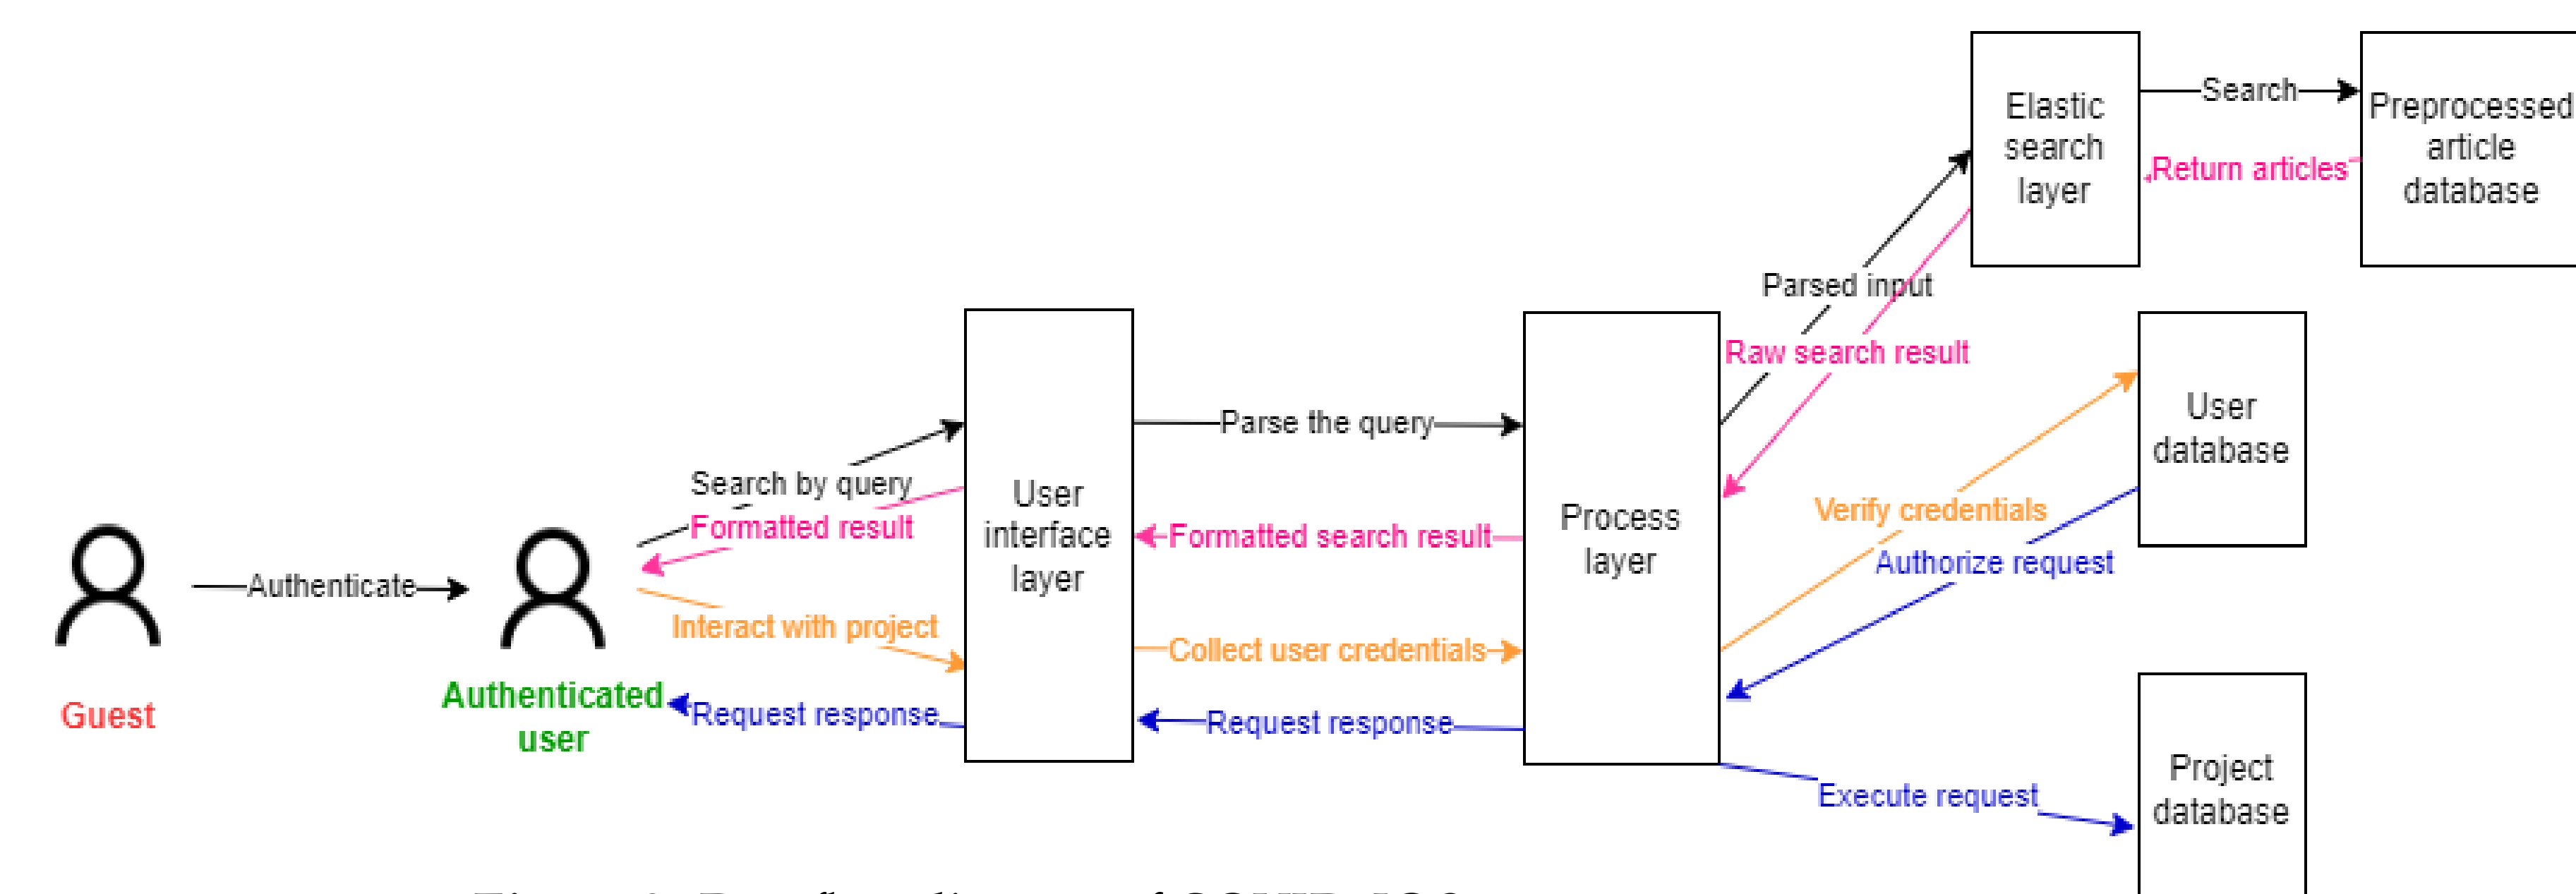 Elastic
search
layer
Search
Return articles
Preprocessed
article
database
Parsed input
Raw search result
User
database
Verify credentials
Authorize request
Parse the query
Search by query
Formatted result
User
interface
layer
Formatted search result
Process
layer
Authenticate
Interact with project
Collect user credentials
Guest
Authenticated
user
Request response
Request response
Execute request
Project
database